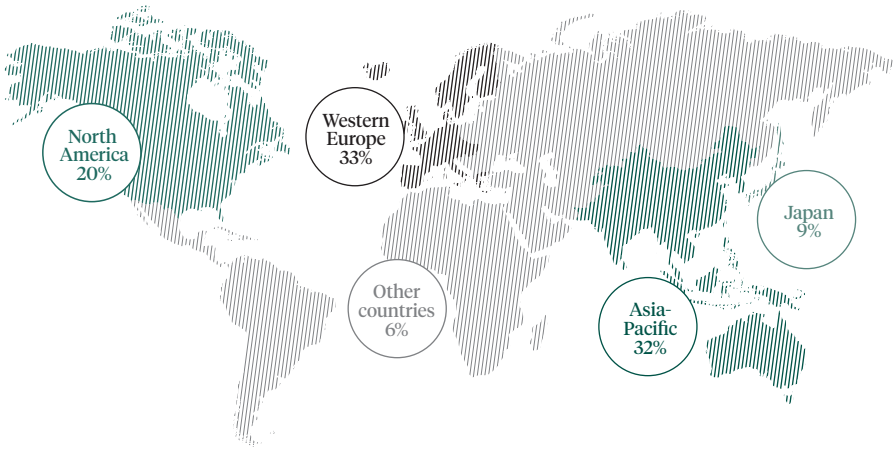 North
America
20%
Western
Europe
33%
Japan
9%
Other
countries
6%
Asia-
Pacific
32%